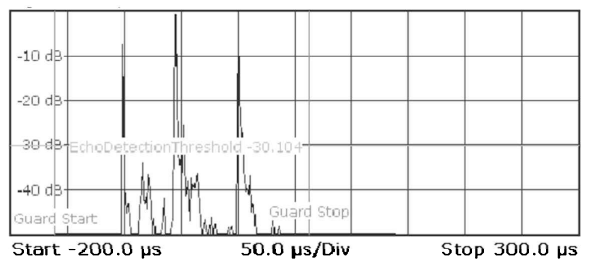 -10 dB
-20 dB
-30 dB
EchoDetectionThreshold -30.104
-40 dB
Guard Start
Guard Stop
Start -200.0 µs 50.0 µs/Div Stop 300.0 µs